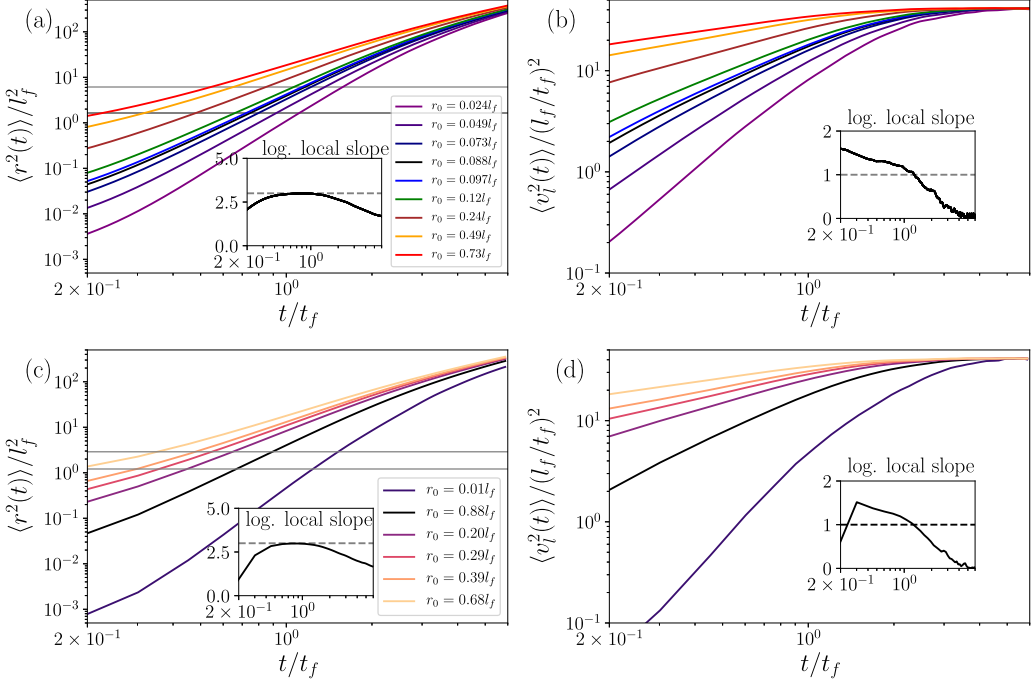 (a)
⟨r²(t)⟩/l_f²
10²
10¹
10⁰
10⁻¹
10⁻²
10⁻³
r₀ = 0.024l_f
r₀ = 0.049l_f
r₀ = 0.073l_f
r₀ = 0.088l_f
r₀ = 0.097l_f
r₀ = 0.12l_f
r₀ = 0.24l_f
r₀ = 0.49l_f
r₀ = 0.73l_f
log. local slope
5.0
2.5
0.0
2 × 10⁻¹
10⁰
2 × 10⁻¹
10⁰
t/t_f
(b)
⟨v_l²(t)⟩/(l_f/t_f)²
10¹
10⁰
10⁻¹
log. local slope
2
1
0
2 × 10⁻¹
10⁰
2 × 10⁻¹
10⁰
t/t_f
(c)
⟨r²(t)⟩/l_f²
10²
10¹
10⁰
10⁻¹
10⁻²
10⁻³
r₀ = 0.01l_f
r₀ = 0.88l_f
r₀ = 0.20l_f
r₀ = 0.29l_f
r₀ = 0.39l_f
r₀ = 0.68l_f
log. local slope
5.0
2.5
0.0
2 × 10⁻¹
10⁰
2 × 10⁻¹
10⁰
t/t_f
(d)
⟨v_l²(t)⟩/(l_f/t_f)²
10¹
10⁰
10⁻¹
log. local slope
2
1
0
2 × 10⁻¹
10⁰
2 × 10⁻¹
10⁰
t/t_f